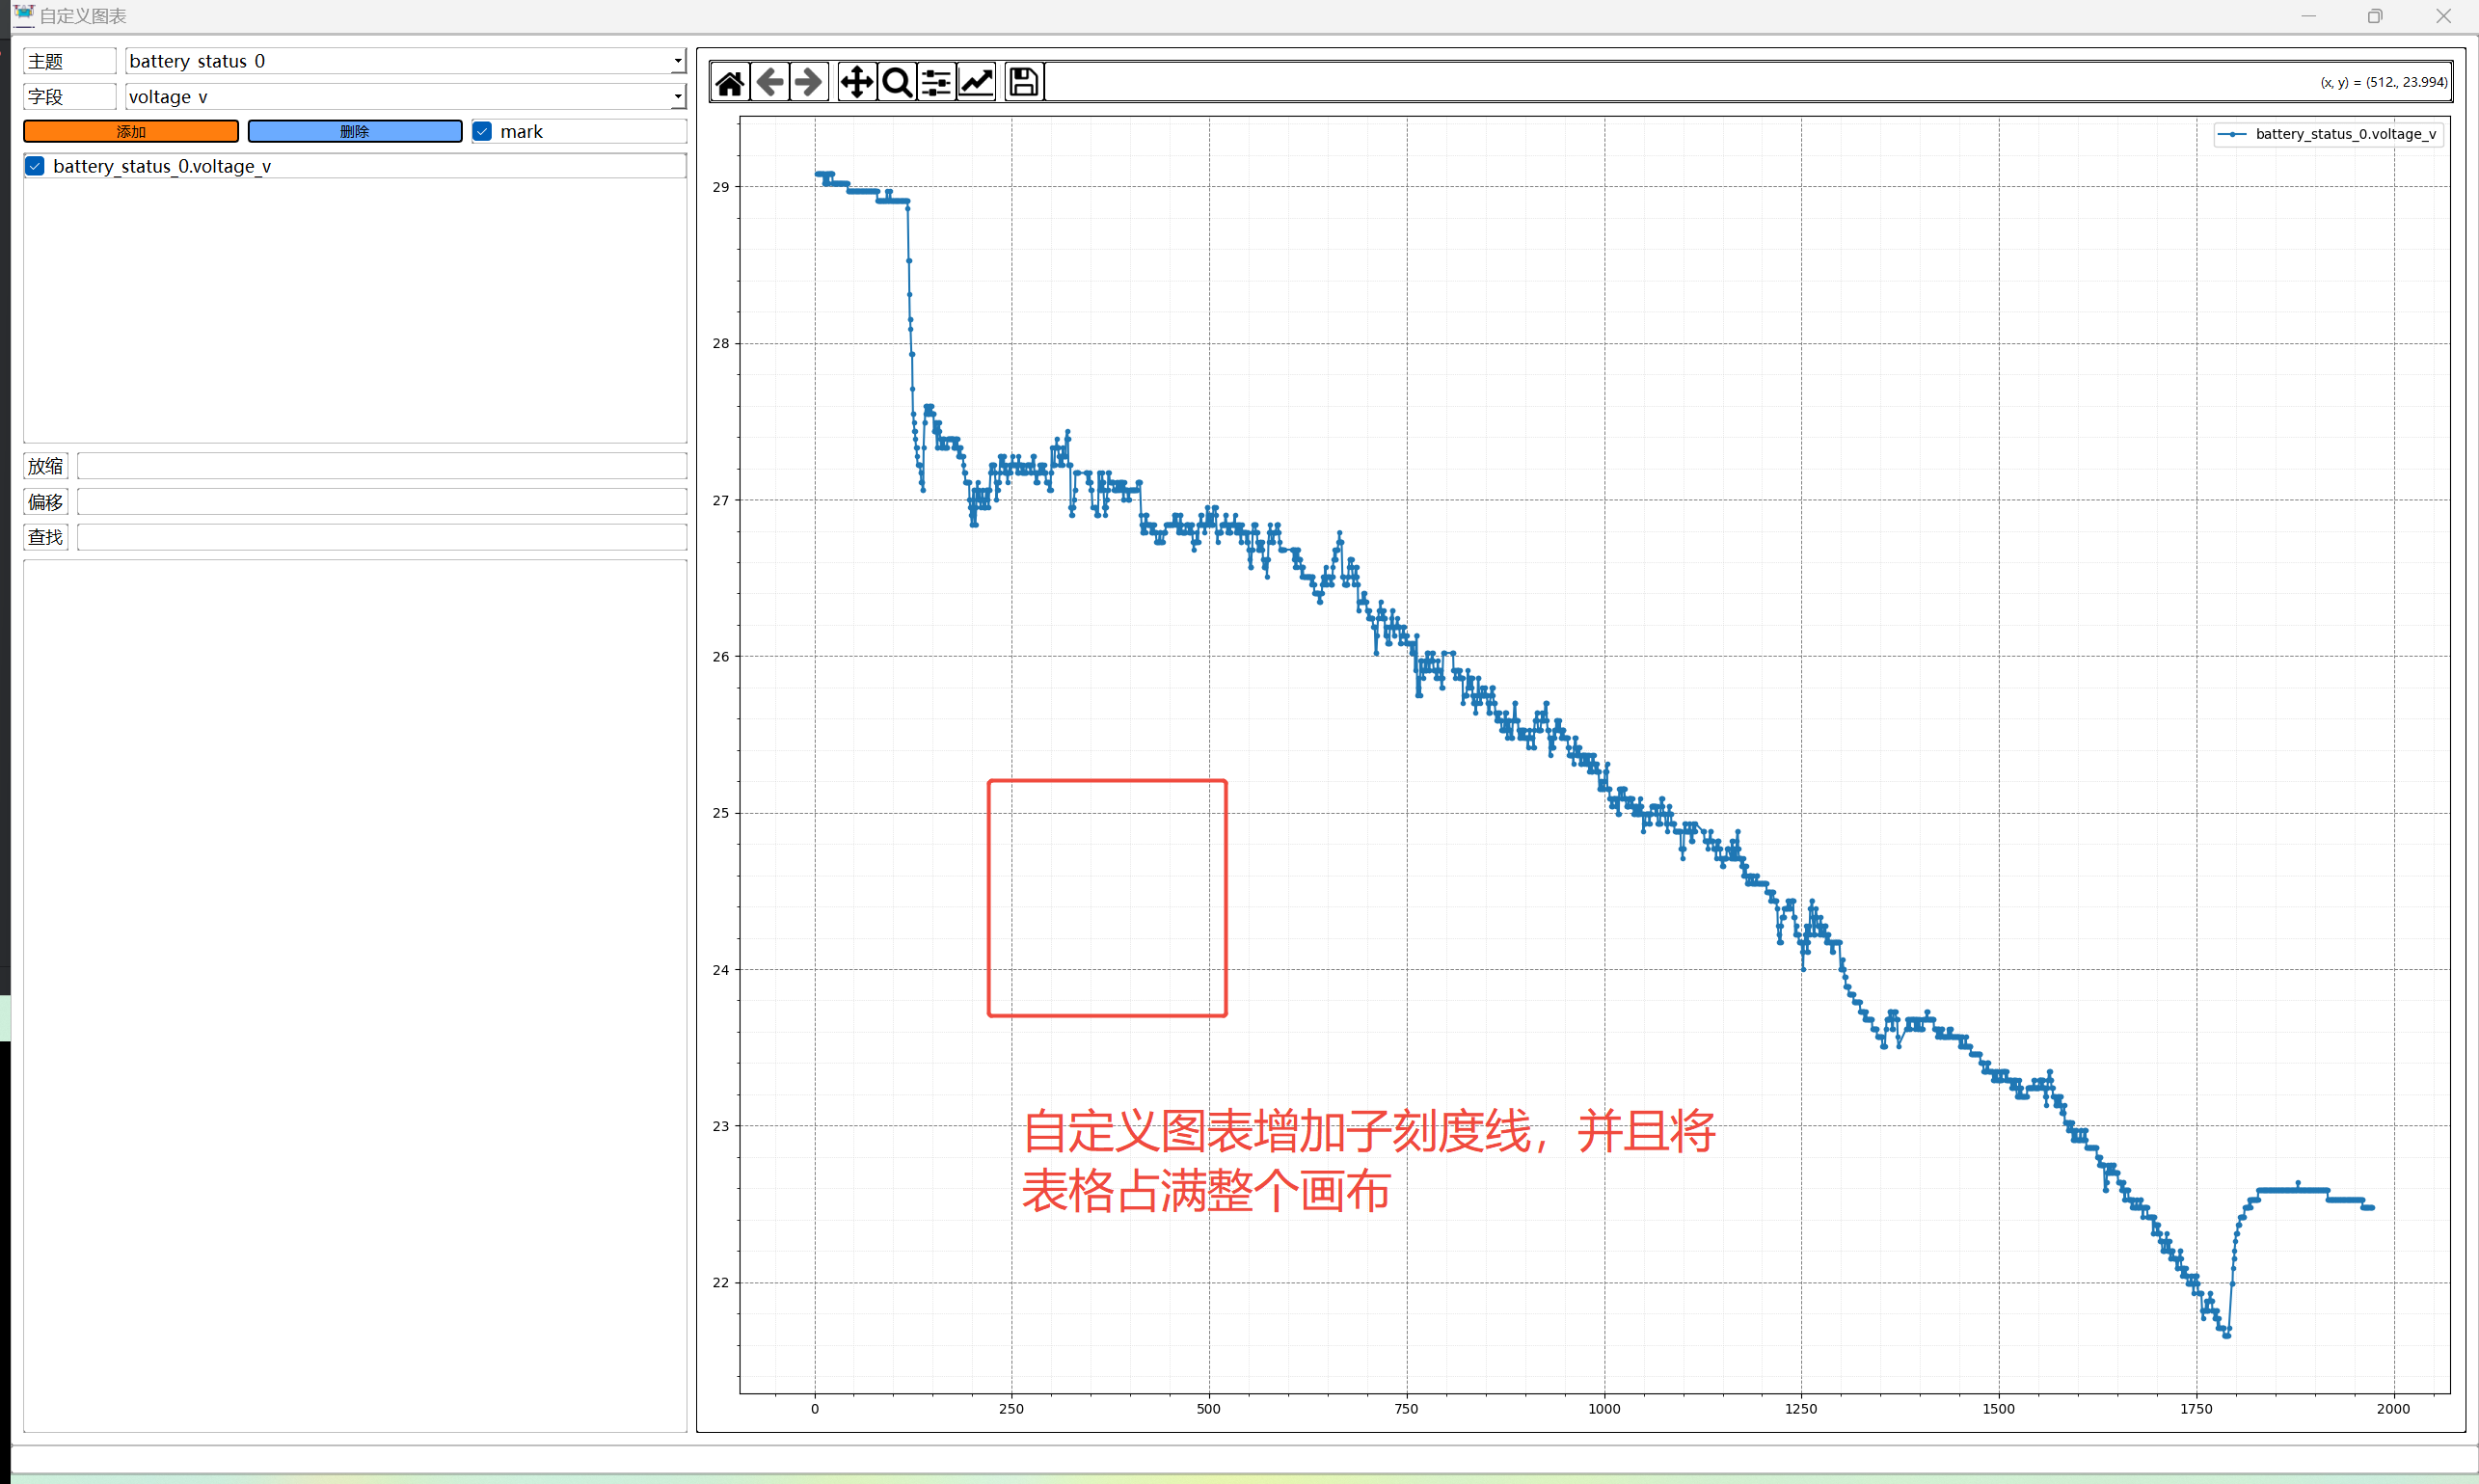 自定义图表
主题
battery status 0
字段
voltage v
添加
删除
mark
battery_status_0.voltage_v
放缩
偏移
查找
(x, y) = (512., 23.994)
battery_status_0.voltage_v
29
28
27
26
25
24
23
22
自定义图表增加子刻度线，并且将
表格占满整个画布
0
250
500
750
1000
1250
1500
1750
2000